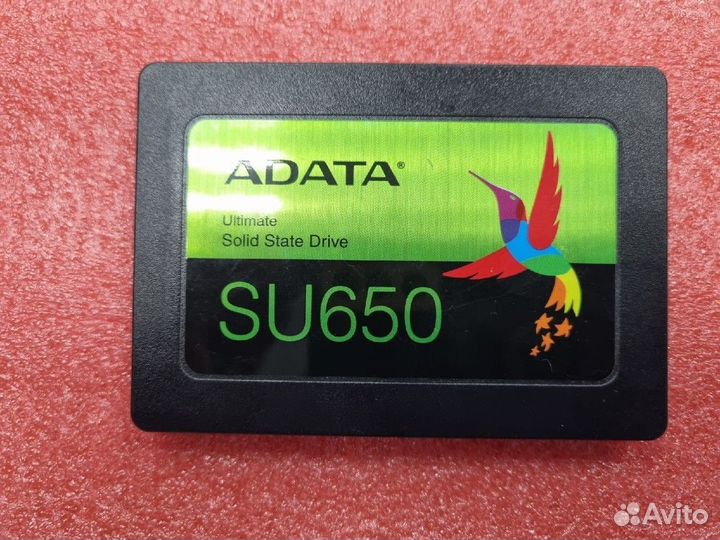 ADATA®
Ultimate
Solid State Drive
SU650
Avito